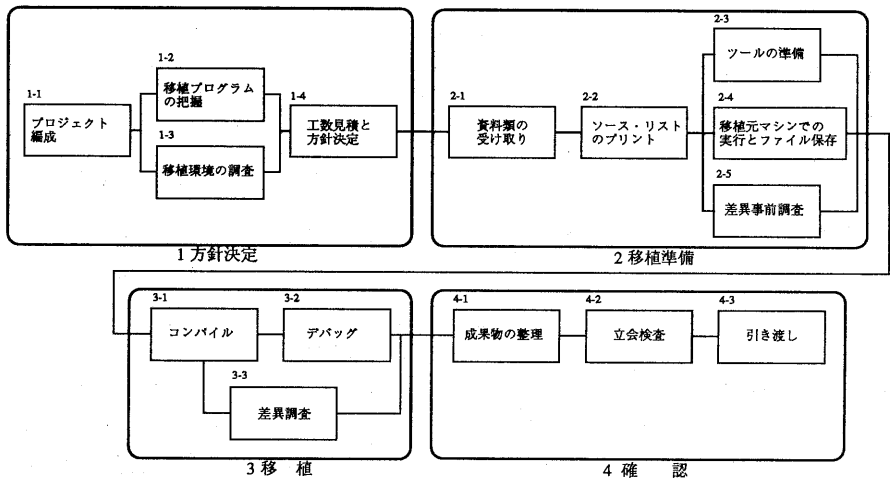 1-1
プロジェクト
編成
1-2
移植プログラム
の把握
1-3
移植環境の調査
1-4
工数見積と
方針決定
1 方針決定
2-1
資料類の
受け取り
2-2
ソース・リスト
のプリント
2-3
ツールの準備
2-4
移植元マシンでの
実行とファイル保存
2-5
差異事前調査
2 移植準備
3-1
コンパイル
3-2
デバッグ
3-3
差異調査
3 移 植
4-1
成果物の整理
4-2
立会検査
4-3
引き渡し
4 確 認